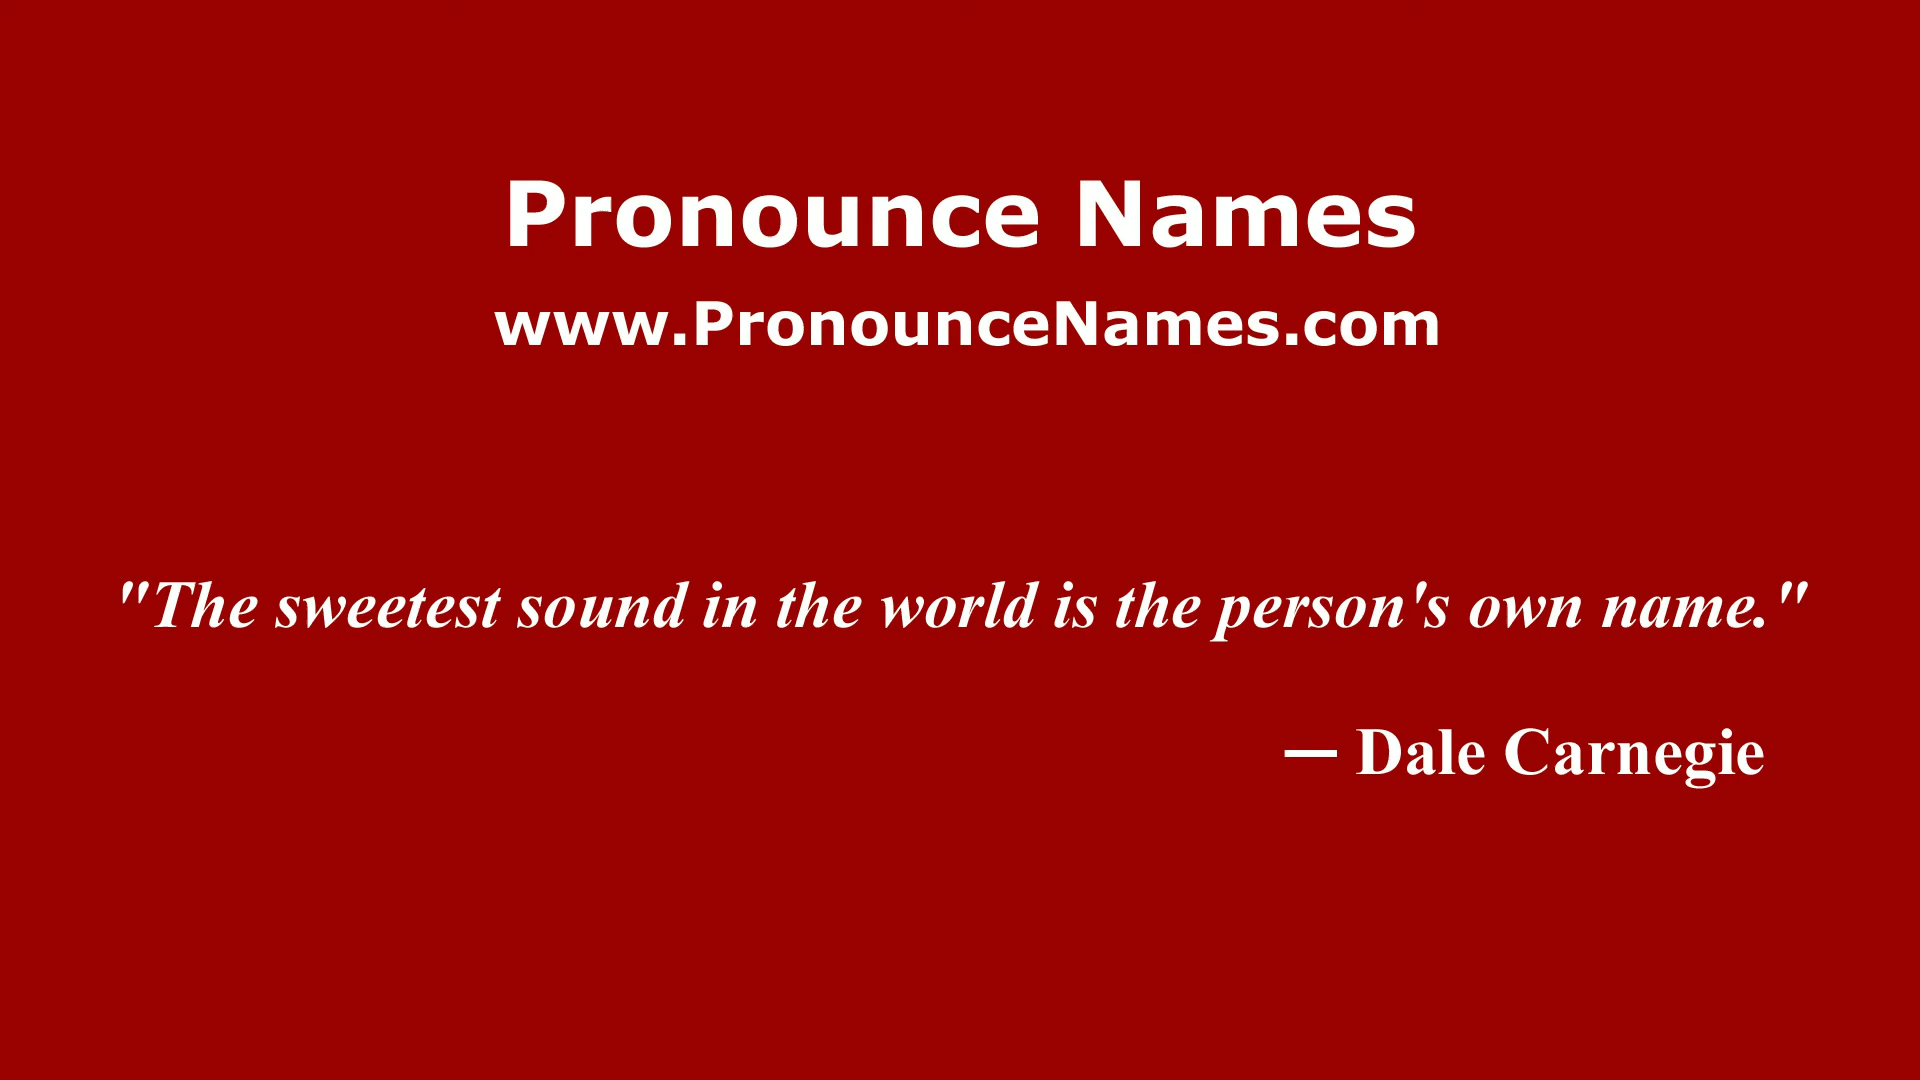 Pronounce Names
www.PronounceNames.com
"The sweetest sound in the world is the person's own name."
— Dale Carnegie